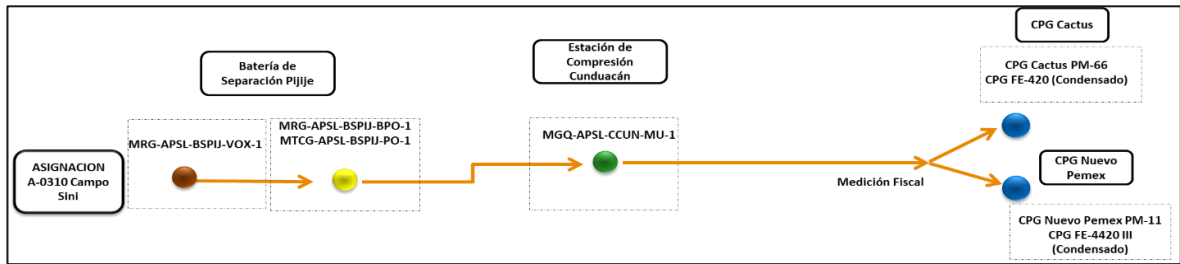 CPG Cactus
Estación de
Compresión
Cunduacán
Batería de
Separación Pijije
CPG Cactus PM-66
CPG FE-420 (Condensado)
MRG-APSL-BSPIJ-BPO-1
MTCG-APSL-BSPIJ-PO-1
MRG-APSL-BSPIJ-VOX-1
MGQ-APSL-CCUN-MU-1
ASIGNACION
A-0310 Campo
Sini
Medición Fiscal
CPG Nuevo
Pemex
CPG Nuevo Pemex PM-11
CPG FE-4420 III
(Condensado)